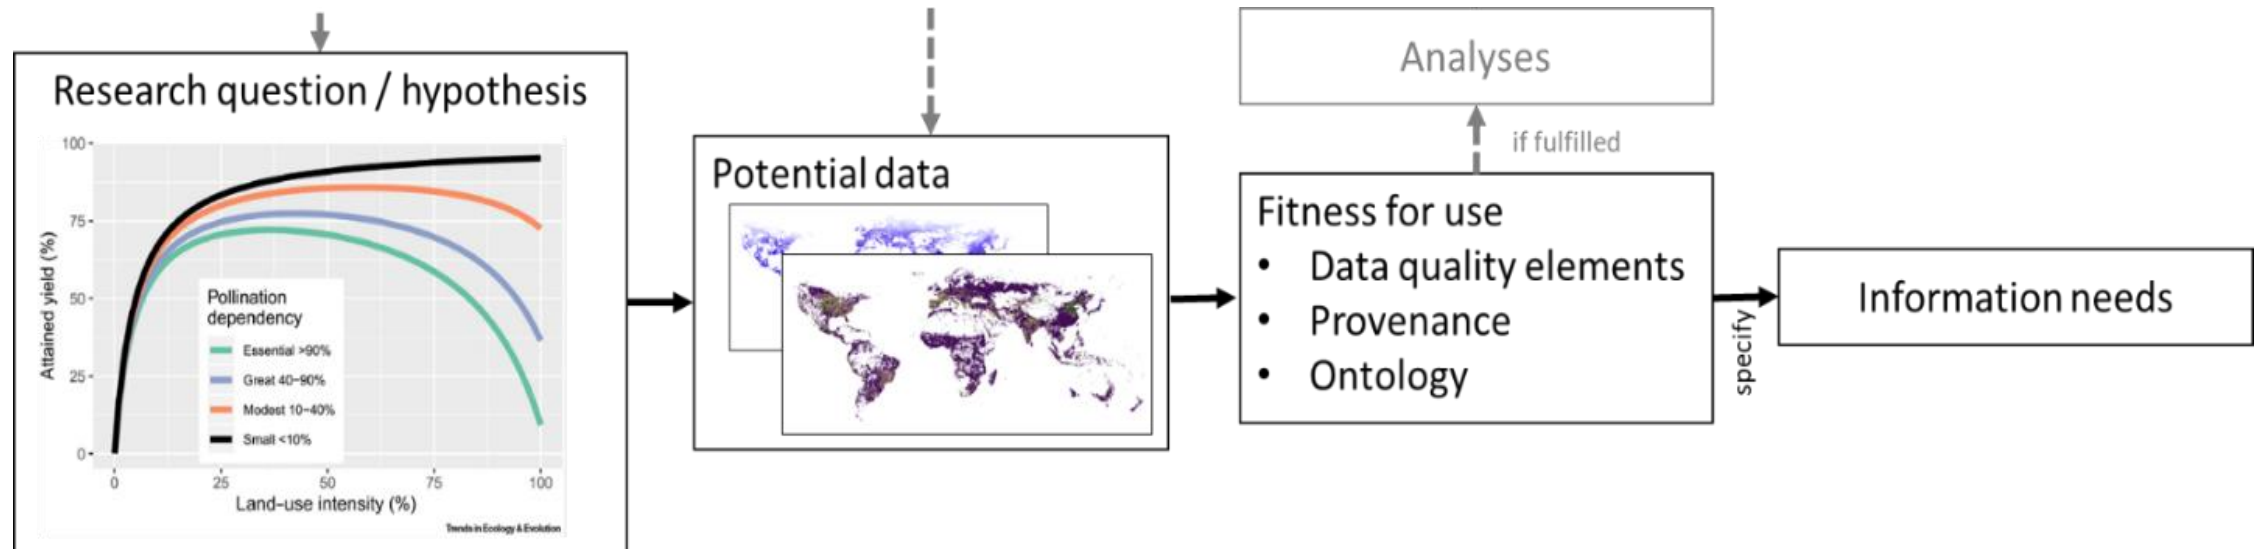 Research question / hypothesis
100
75
50
25
0
Attained yield (%)
Pollination
dependency
Essential >90%
Great 40–90%
Modest 10–40%
Small <10%
0 25 50 75 100
Land–use intensity (%)
Trends in Ecology & Evolution
Potential data
Analyses
if fulfilled
Fitness for use
• Data quality elements
• Provenance
• Ontology
specify
Information needs